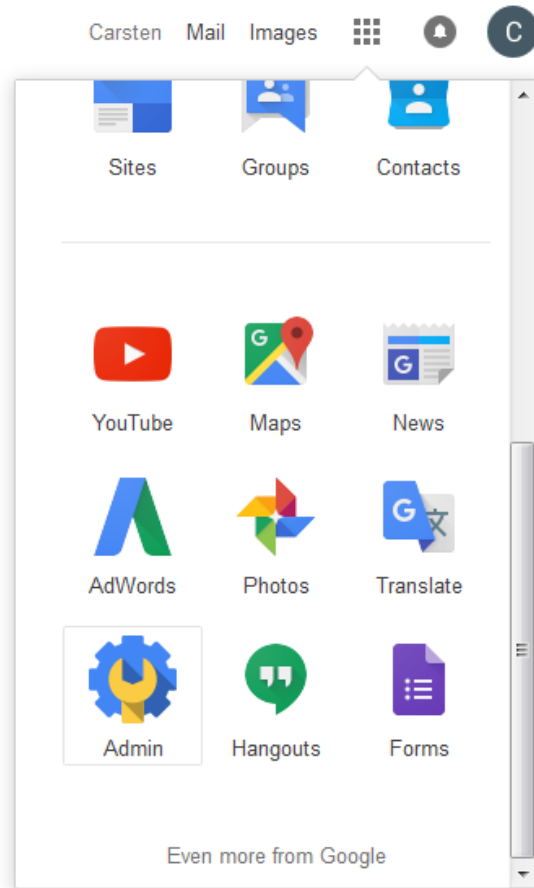 Carsten Mail Images C
Sites Groups Contacts
YouTube Maps News
AdWords Photos Translate
Admin Hangouts Forms
Even more from Google